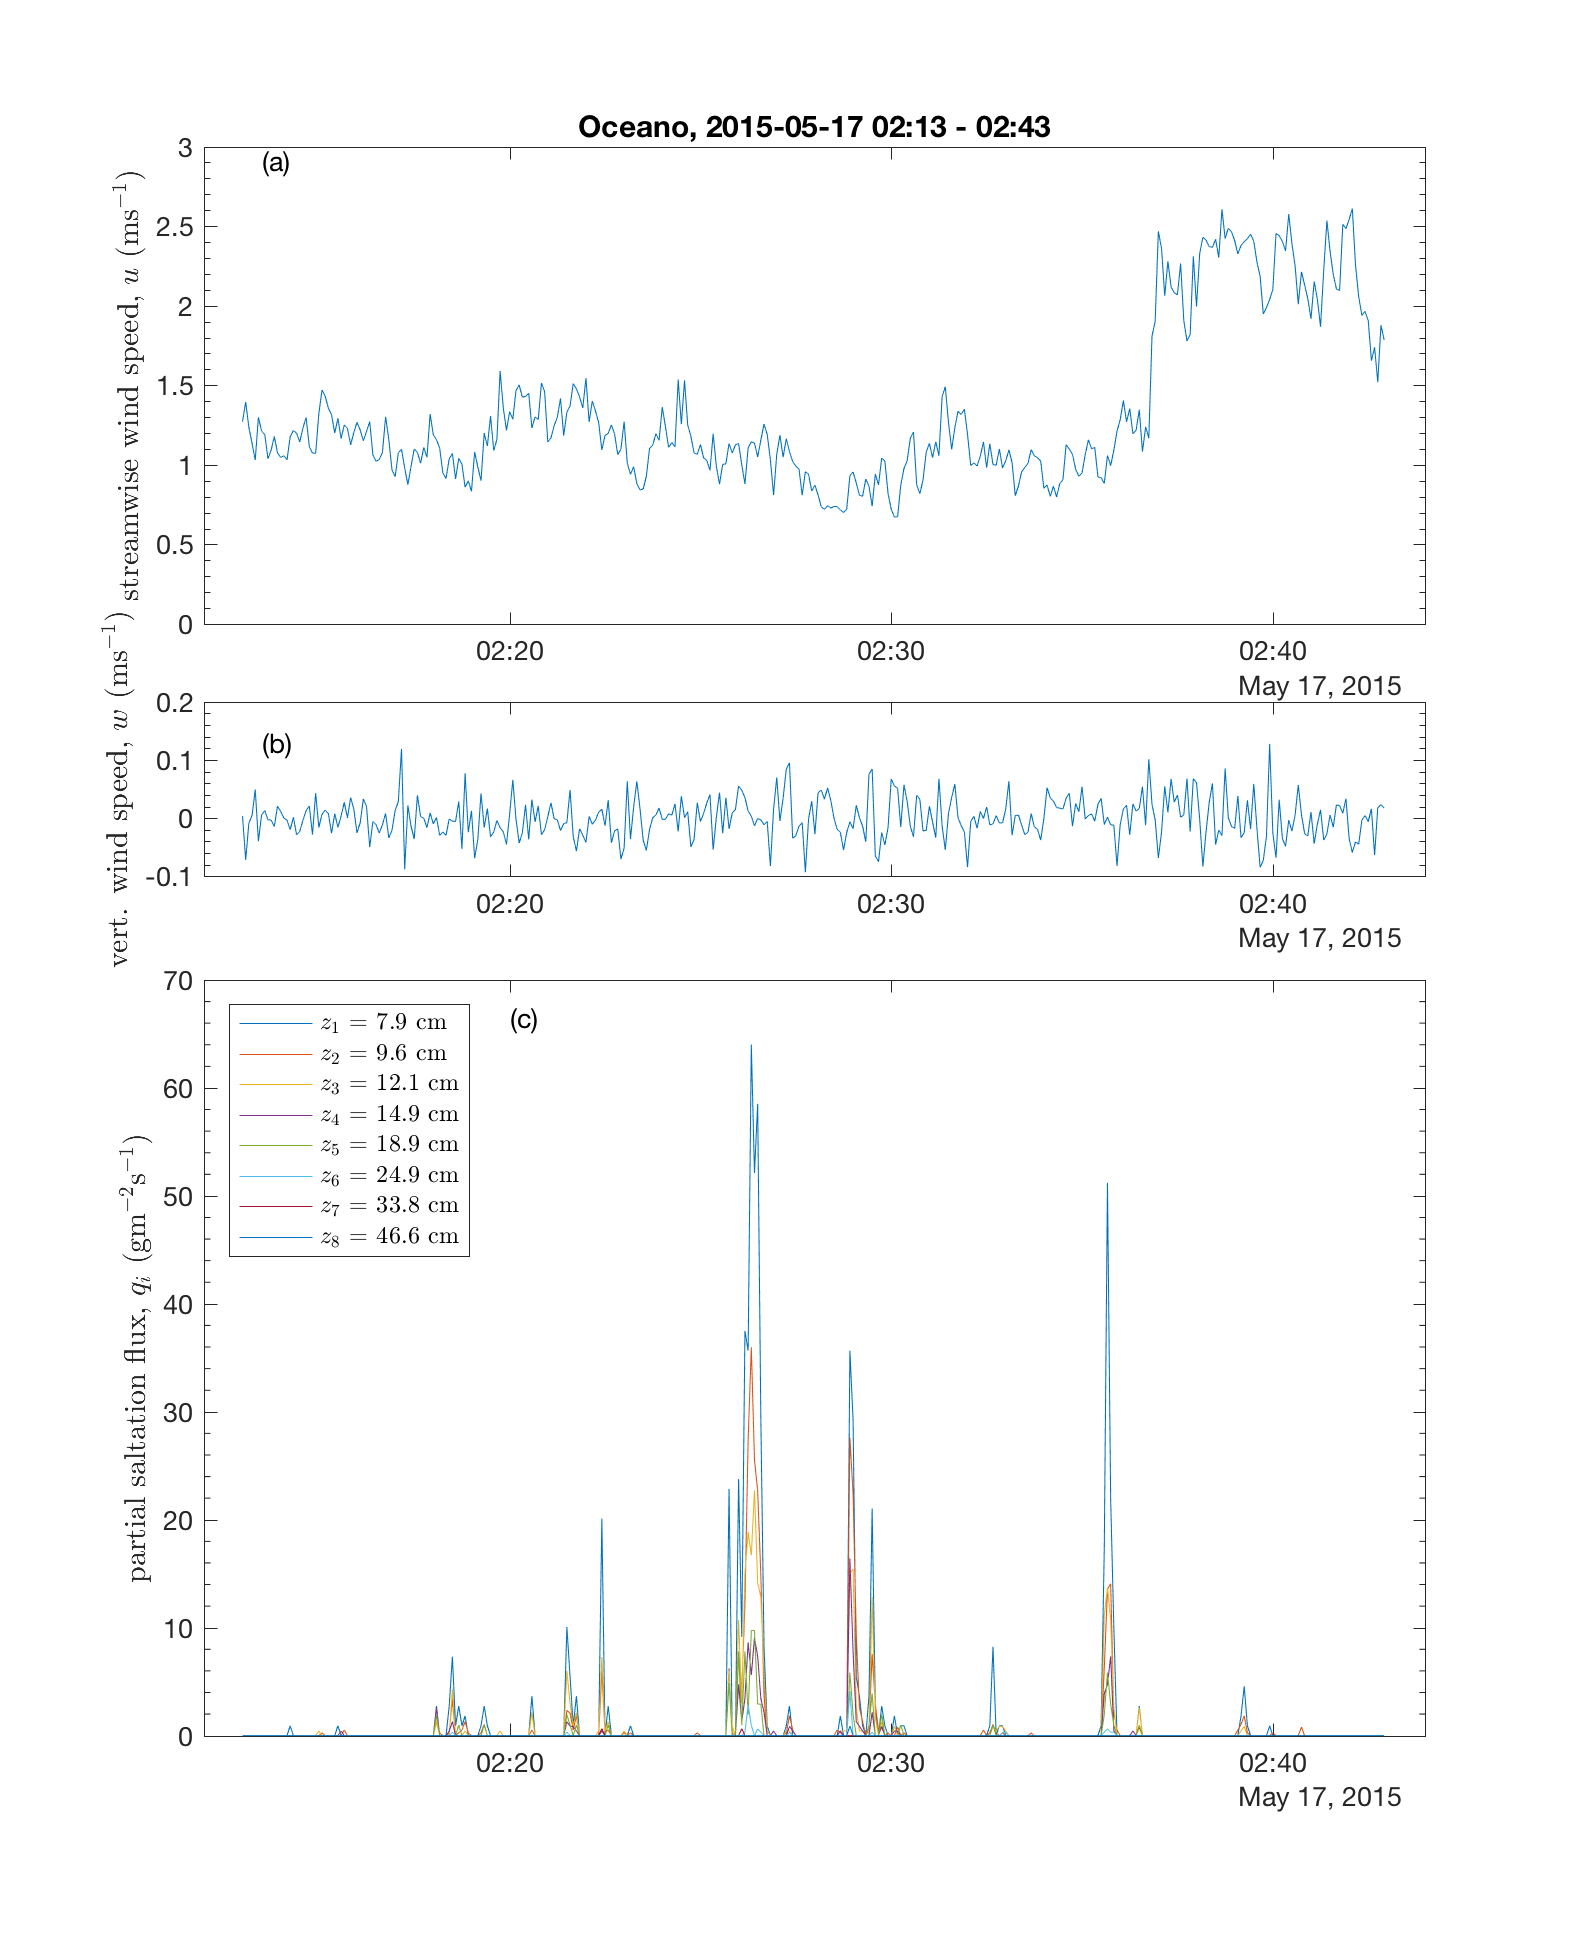 Oceano, 2015-05-17 02:13 - 02:43
(a)
streamwise wind speed, u (ms⁻¹)
3
2.5
2
1.5
1
0.5
0
02:20 02:30 02:40
May 17, 2015
(b)
vert. wind speed, w (ms⁻¹)
0.2
0.1
0
-0.1
02:20 02:30 02:40
May 17, 2015
(c)
partial saltation flux, qᵢ (gm⁻²s⁻¹)
70
60
50
40
30
20
10
0
z₁ = 7.9 cm
z₂ = 9.6 cm
z₃ = 12.1 cm
z₄ = 14.9 cm
z₅ = 18.9 cm
z₆ = 24.9 cm
z₇ = 33.8 cm
z₈ = 46.6 cm
02:20 02:30 02:40
May 17, 2015